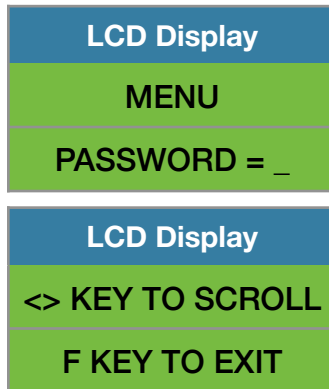 LCD Display
MENU
PASSWORD = _
LCD Display
<> KEY TO SCROLL
F KEY TO EXIT